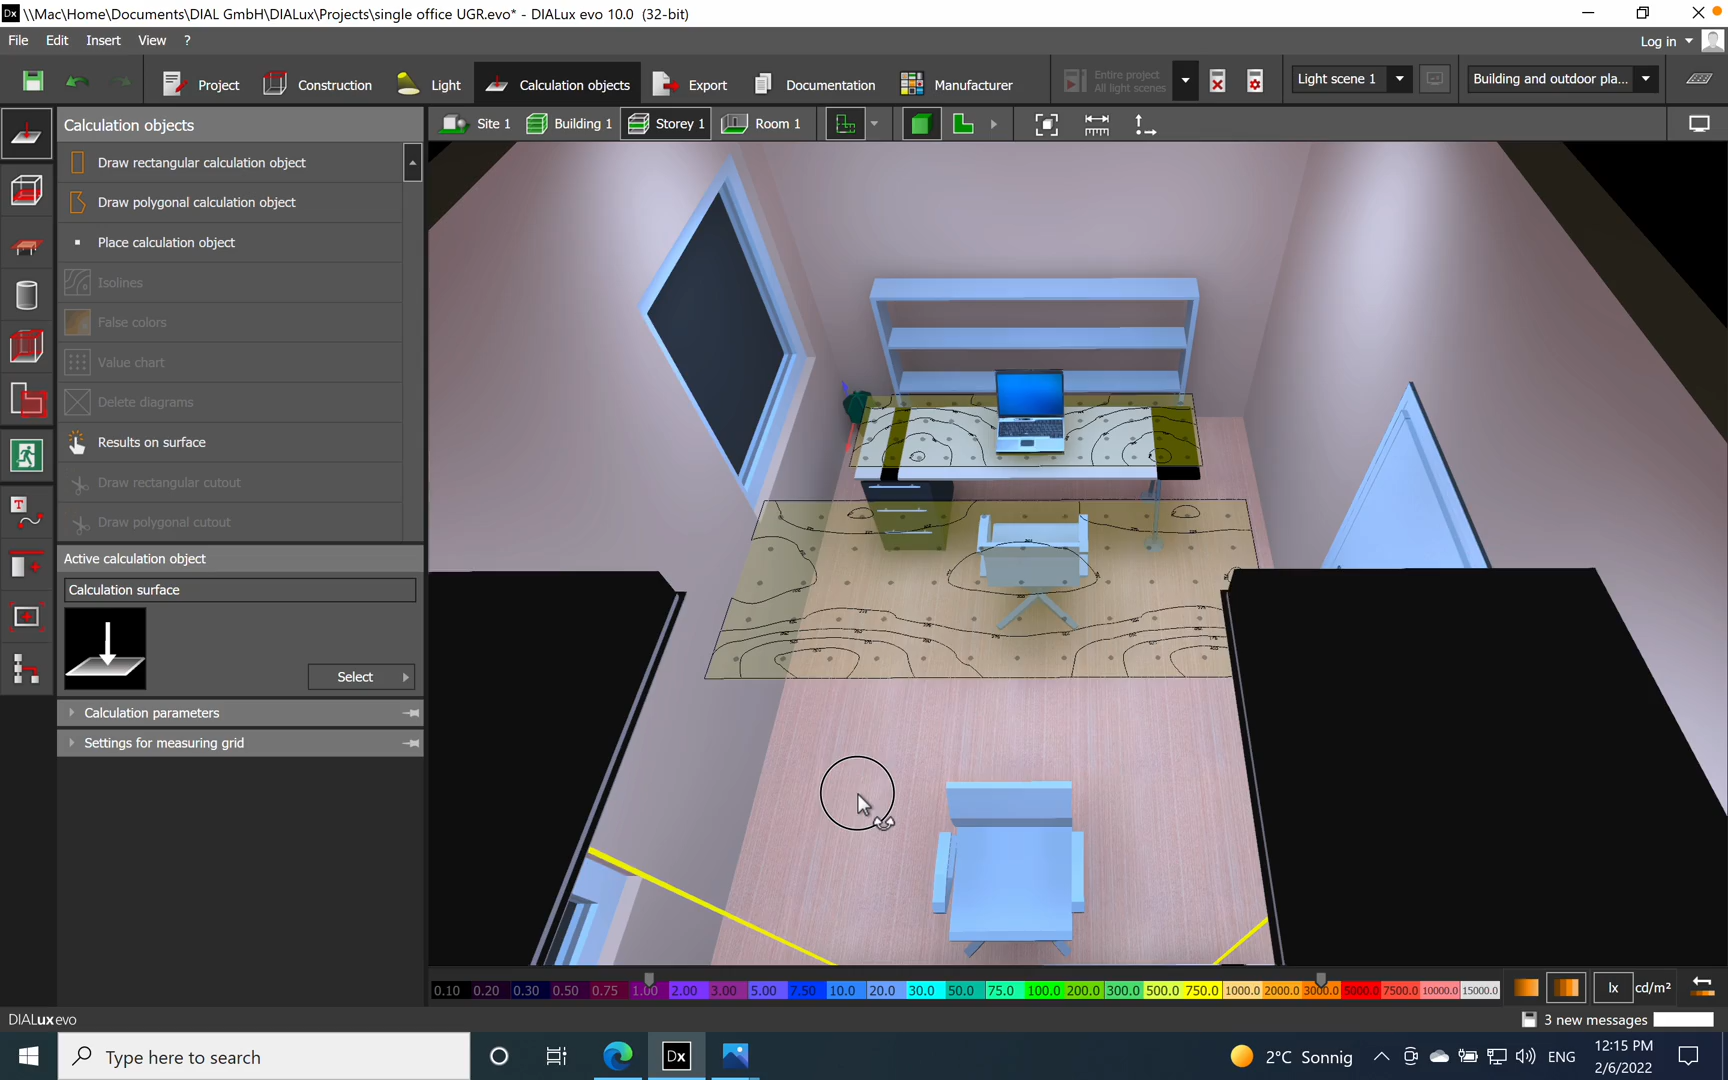 \\Mac\Home\Documents\DIAL GmbH\DIALux\Projects\single office UGR.evo* - DIALux evo 10.0  (32-bit)
File Edit Insert View ?
Log in
Project Construction Light Calculation objects Export Documentation Manufacturer
Entire project
All light scenes
Light scene 1
Building and outdoor pla...
Site 1 Building 1 Storey 1 Room 1
Calculation objects
Draw rectangular calculation object
Draw polygonal calculation object
Place calculation object
Isolines
False colors
Value chart
Delete diagrams
Results on surface
Draw rectangular cutout
Draw polygonal cutout
Active calculation object
Calculation surface
Select
Calculation parameters
Settings for measuring grid
0.10 0.20 0.30 0.50 0.75 1.00 2.00 3.00 5.00 7.50 10.0 20.0 30.0 50.0 75.0 100.0 200.0 300.0 500.0 750.0 1000.0 2000.0 3000.0 5000.0 7500.0 10000.0 15000.0
lx cd/m²
DIALux evo
3 new messages
Type here to search
Dx
2°C Sonnig
ENG
12:15 PM
2/6/2022